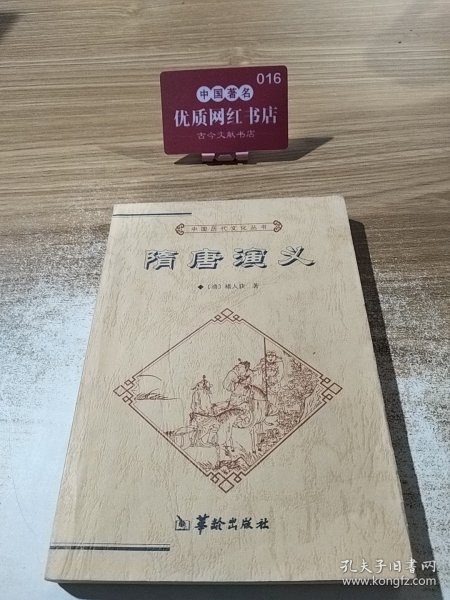 016
中国著名
优质网红书店
古今文献书店
中国历代文化丛书
隋唐演义
◆〔清〕褚人获 著
华龄出版社
孔夫子旧书网
www.kongfz.com